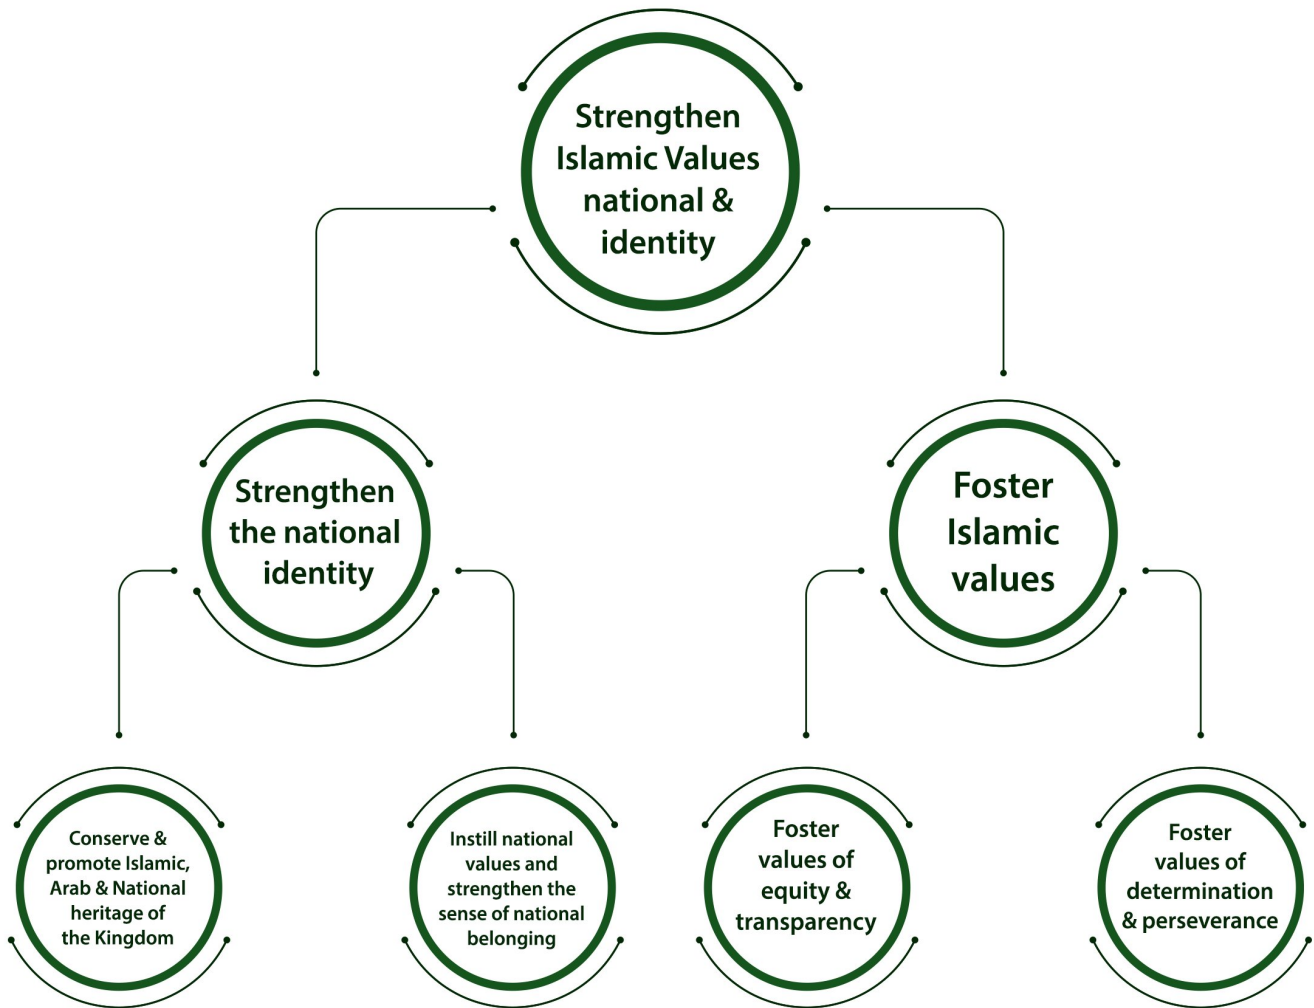 Strengthen
Islamic Values
national &
identity
Strengthen
the national
identity
Foster
Islamic
values
Conserve &
promote Islamic,
Arab & National
heritage of
the Kingdom
Instill national
values and
strengthen the
sense of national
belonging
Foster
values of
equity &
transparency
Foster
values of
determination
& perseverance